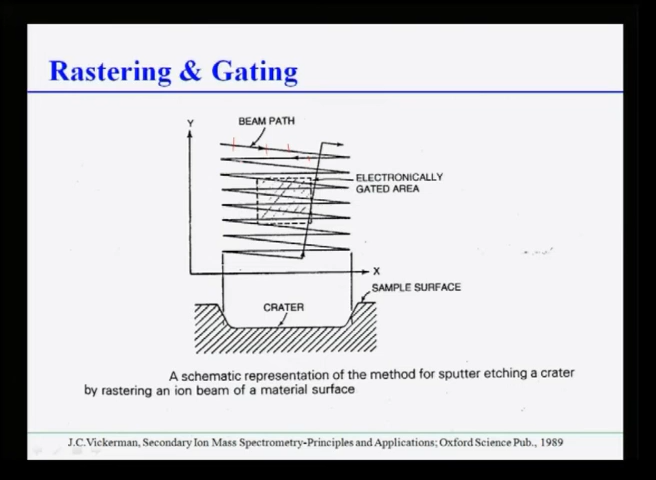 Rastering & Gating
Y
BEAM PATH
ELECTRONICALLY
GATED AREA
X
SAMPLE SURFACE
CRATER
A schematic representation of the method for sputter etching a crater
by rastering an ion beam of a material surface
J.C.Vickerman, Secondary Ion Mass Spectrometry-Principles and Applications; Oxford Science Pub., 1989